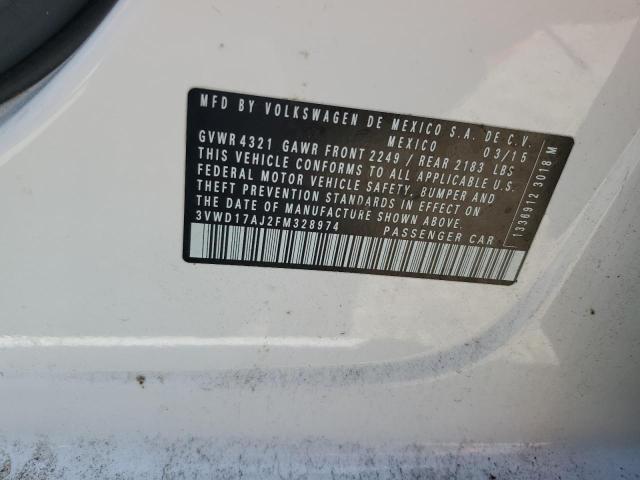 MFD BY VOLKSWAGEN DE MEXICO S.A. DE C.V.
MEXICO 03/15
GVWR 4321 GAWR FRONT 2249 / REAR 2183 LBS
THIS VEHICLE CONFORMS TO ALL APPLICABLE U.S.
FEDERAL MOTOR VEHICLE SAFETY, BUMPER AND
THEFT PREVENTION STANDARDS IN EFFECT ON THE
DATE OF MANUFACTURE SHOWN ABOVE.
3VWD17AJ2FM328974 PASSENGER CAR
1336912 3018 M